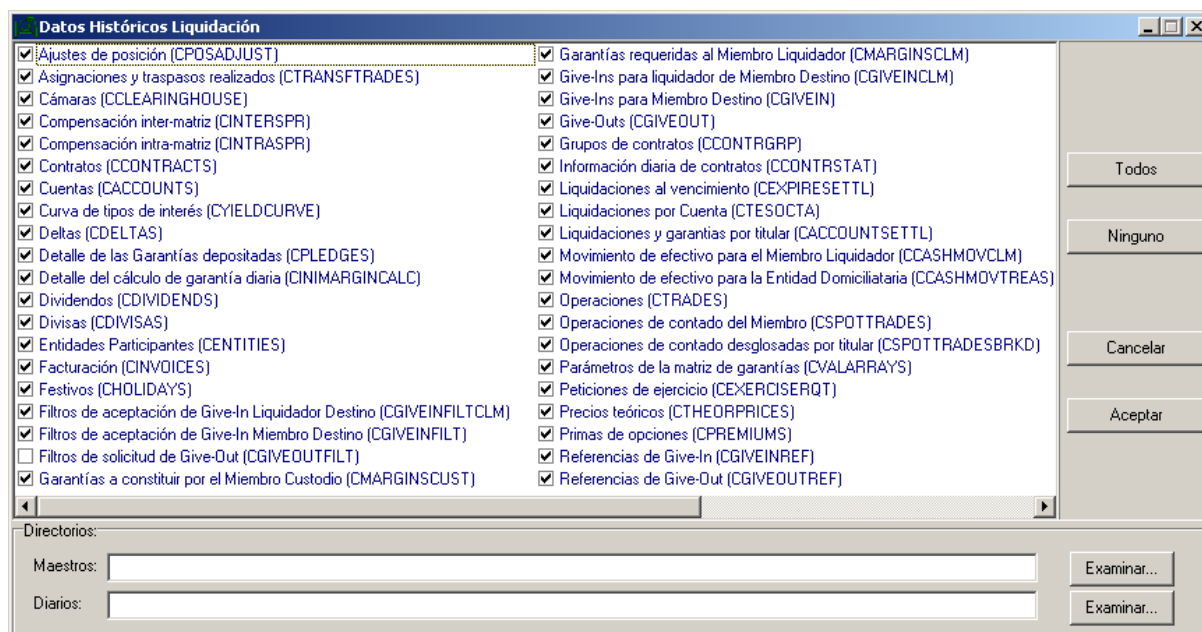 Datos Históricos Liquidación
Ajustes de posición (CPOSADJUST)
Asignaciones y traspasos realizados (CTRANSFTRADES)
Cámaras (CCLEARINGHOUSE)
Compensación inter-matriz (CINTERSPR)
Compensación intra-matriz (CINTRASPR)
Contratos (CCONTRACTS)
Cuentas (CACCOUNTS)
Curva de tipos de interés (CYIELDCURVE)
Deltas (CDELTAS)
Detalle de las Garantías depositadas (CPLEDGES)
Detalle del cálculo de garantía diaria (CINIMARGINCALC)
Dividendos (CDIVIDENDS)
Divisas (CDIVISAS)
Entidades Participantes (CENTITIES)
Facturación (CINVOICES)
Festivos (CHOLIDAYS)
Filtros de aceptación de Give-In Liquidador Destino (CGIVEINFILTCLM)
Filtros de aceptación de Give-In Miembro Destino (CGIVEINFILT)
Filtros de solicitud de Give-Out (CGIVEOUTFILT)
Garantías a constituir por el Miembro Custodio (CMARGINSCUST)
Garantías requeridas al Miembro Liquidador (CMARGINSCLM)
Give-Ins para liquidador de Miembro Destino (CGIVEINCLM)
Give-Ins para Miembro Destino (CGIVEIN)
Give-Outs (CGIVEOUT)
Grupos de contratos (CCONTRGRP)
Información diaria de contratos (CCONTRSTAT)
Liquidaciones al vencimiento (CEXPIRESETTL)
Liquidaciones por Cuenta (CTESOCTA)
Liquidaciones y garantias por titular (CACCOUNTSETTL)
Movimiento de efectivo para el Miembro Liquidador (CCASHMOVCLM)
Movimiento de efectivo para la Entidad Domiciliataria (CCASHMOVTREAS)
Operaciones (CTRADES)
Operaciones de contado del Miembro (CSPOTTRADES)
Operaciones de contado desglosadas por titular (CSPOTTRADESBRKD)
Parámetros de la matriz de garantías (CVALARRAYS)
Peticiones de ejercicio (CEXERCISERQT)
Precios teóricos (CTHEORPRICES)
Primas de opciones (CPREMIUMS)
Referencias de Give-In (CGIVEINREF)
Referencias de Give-Out (CGIVEOUTREF)
Todos
Ninguno
Cancelar
Aceptar
Directorios:
Maestros:
Examinar...
Diarios:
Examinar...